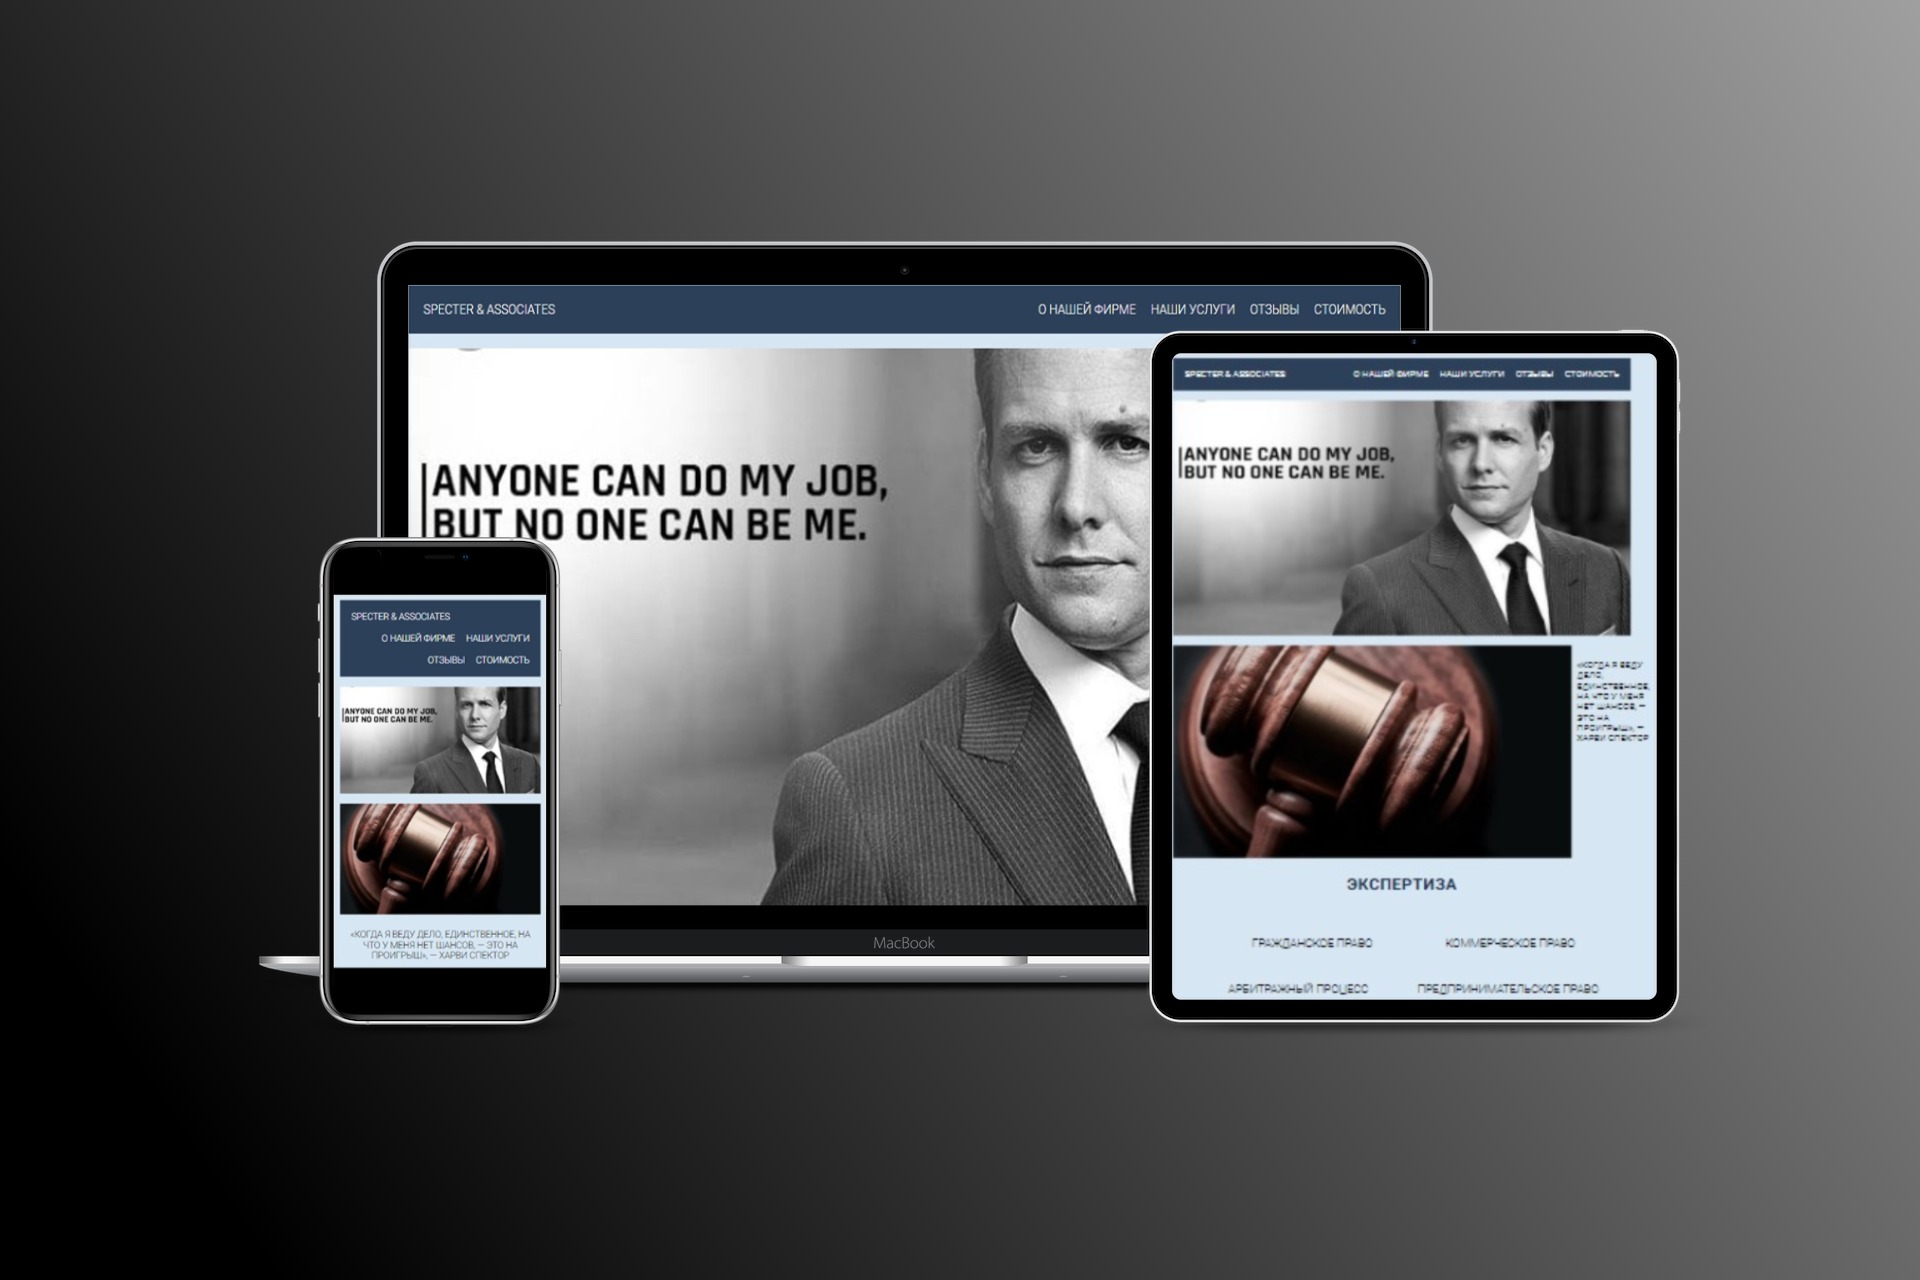 SPECTER & ASSOCIATES
О НАШЕЙ ФИРМЕ НАШИ УСЛУГИ ОТЗЫВЫ СТОИМОСТЬ
ANYONE CAN DO MY JOB,
BUT NO ONE CAN BE ME.
MacBook
SPECTER & ASSOCIATES
О НАШЕЙ ФИРМЕ НАШИ УСЛУГИ
ОТЗЫВЫ СТОИМОСТЬ
ANYONE CAN DO MY JOB,
BUT NO ONE CAN BE ME.
«КОГДА Я ВЕДУ ДЕЛО, ЕДИНСТВЕННОЕ, НА
ЧТО У МЕНЯ НЕТ ШАНСОВ, — ЭТО НА
ПРОИГРЫШ», — ХАРВИ СПЕКТОР
SPECTER & ASSOCIATES
О НАШЕЙ ФИРМЕ НАШИ УСЛУГИ ОТЗЫВЫ СТОИМОСТЬ
ANYONE CAN DO MY JOB,
BUT NO ONE CAN BE ME.
«КОГДА Я ВЕДУ
ДЕЛО,
ЕДИНСТВЕННОЕ,
НА ЧТО У МЕНЯ
НЕТ ШАНСОВ, —
ЭТО НА
ПРОИГРЫШ», —
ХАРВИ СПЕКТОР
ЭКСПЕРТИЗА
ГРАЖДАНСКОЕ ПРАВО КОММЕРЧЕСКОЕ ПРАВО
АРБИТРАЖНЫЙ ПРОЦЕСС ПРЕДПРИНИМАТЕЛЬСКОЕ ПРАВО